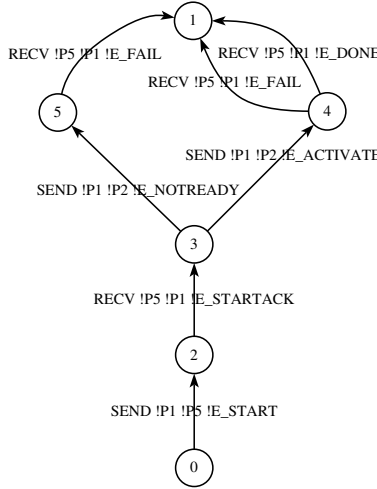 1
RECV !P5 !P1 !E_FAIL
RECV !P5 !P1 !E_DONE
RECV !P5 !P1 !E_FAIL
5
4
SEND !P1 !P2 !E_ACTIVATE
SEND !P1 !P2 !E_NOTREADY
3
RECV !P5 !P1 !E_STARTACK
2
SEND !P1 !P5 !E_START
0